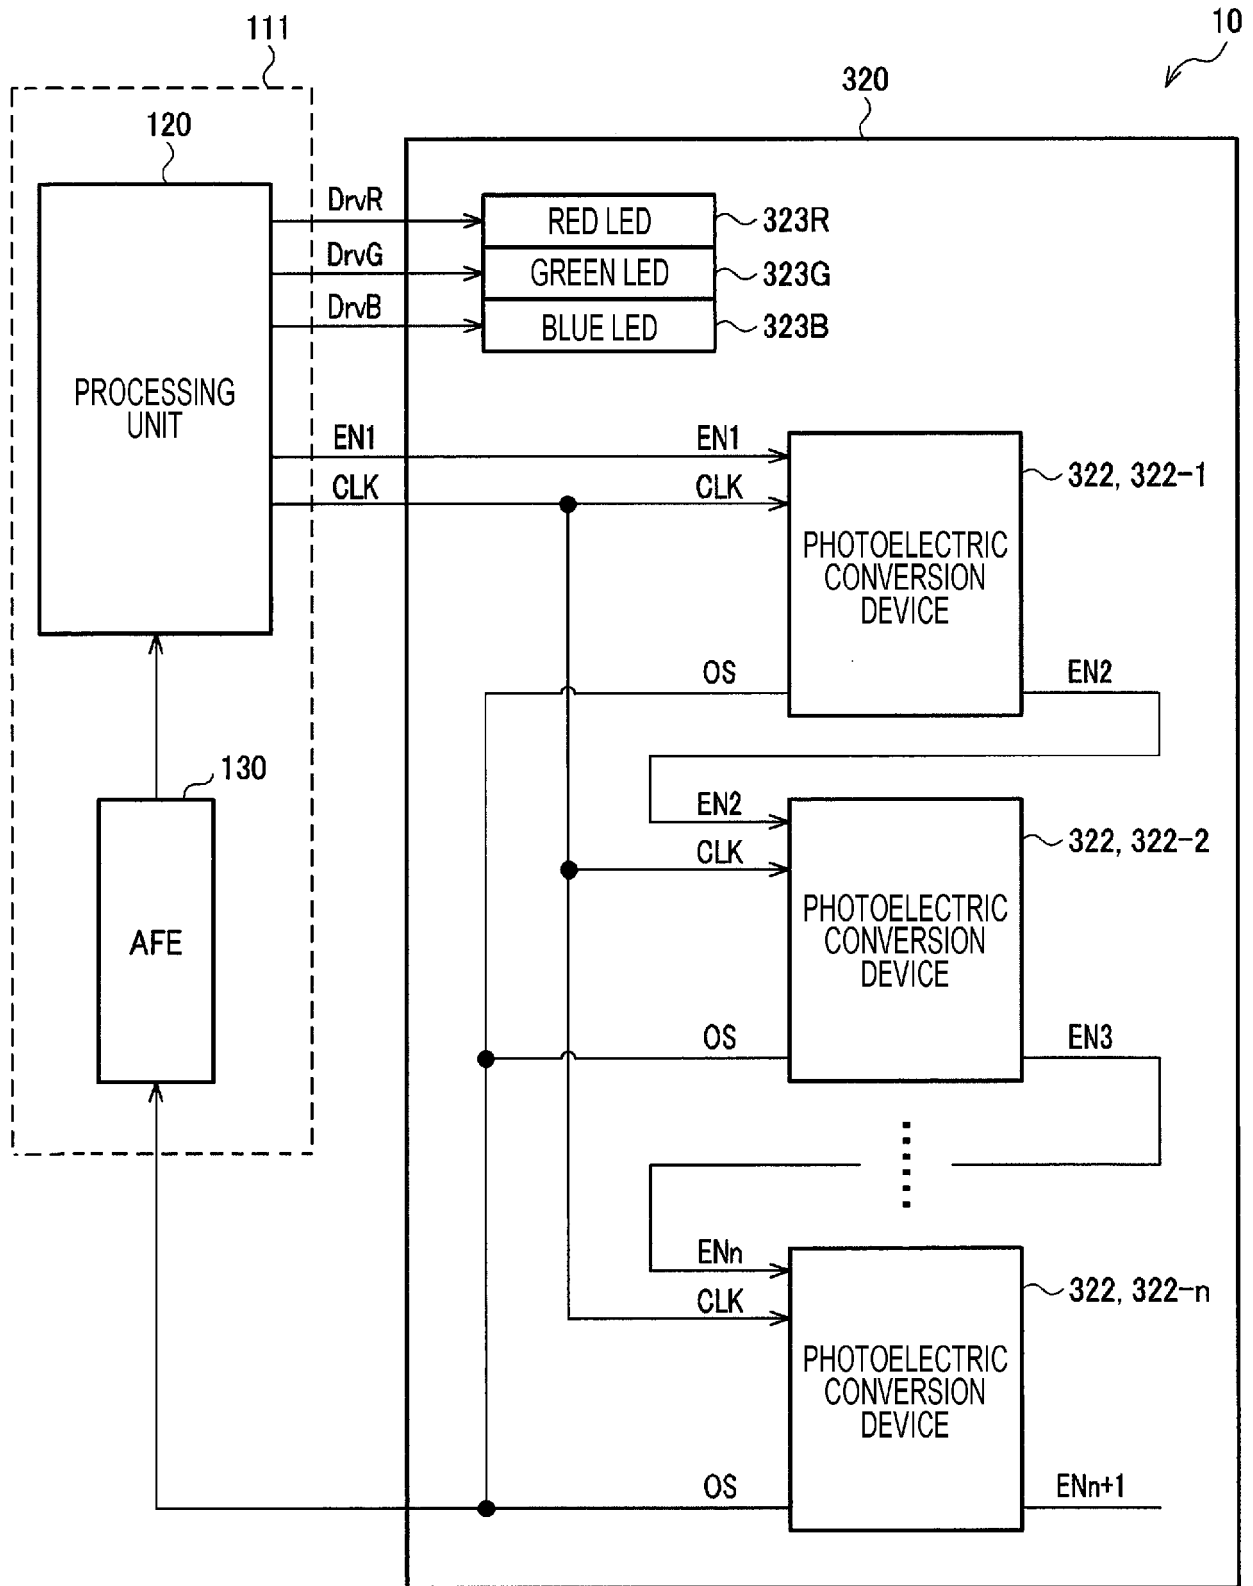 10
111
320
120
DrvR
RED LED
323R
DrvG
GREEN LED
323G
DrvB
BLUE LED
323B
PROCESSING
UNIT
EN1
EN1
CLK
CLK
322, 322-1
PHOTOELECTRIC
CONVERSION
DEVICE
OS
EN2
130
EN2
CLK
322, 322-2
PHOTOELECTRIC
CONVERSION
DEVICE
AFE
OS
EN3
ENn
CLK
322, 322-n
PHOTOELECTRIC
CONVERSION
DEVICE
OS
ENn+1